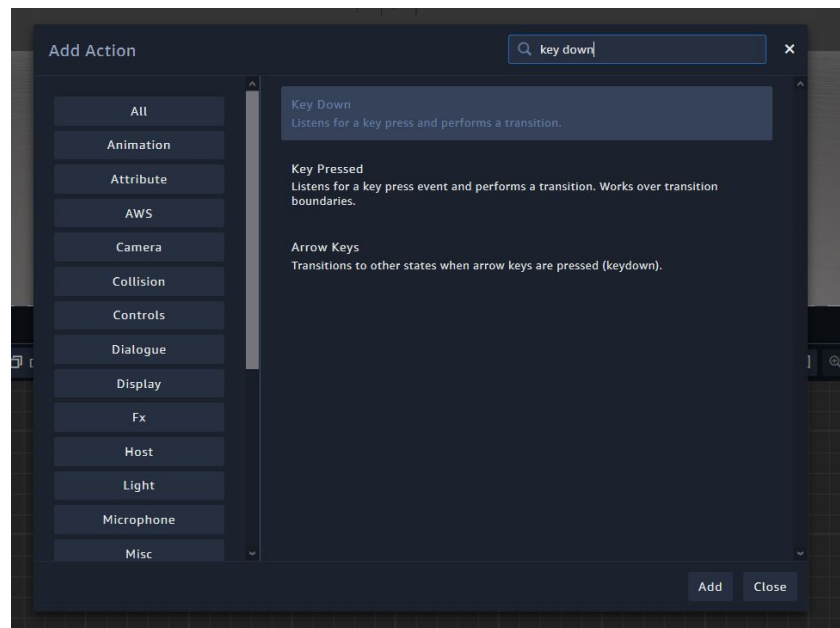 Add Action
key down
All
Animation
Attribute
AWS
Camera
Collision
Controls
Dialogue
Display
Fx
Host
Light
Microphone
Misc
Key Down
Listens for a key press and performs a transition.
Key Pressed
Listens for a key press event and performs a transition. Works over transition
boundaries.
Arrow Keys
Transitions to other states when arrow keys are pressed (keydown).
Add
Close